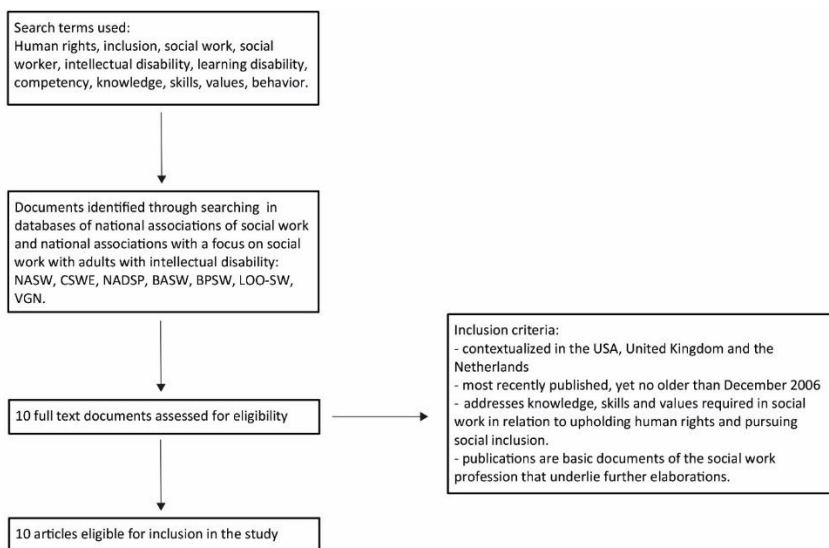 Search terms used:
Human rights, inclusion, social work, social
worker, intellectual disability, learning disability,
competency, knowledge, skills, values, behavior.
Documents identified through searching in
databases of national associations of social work
and national associations with a focus on social
work with adults with intellectual disability:
NASW, CSWE, NADSP, BASW, BPSW, LOO-SW,
VGN.
10 full text documents assessed for eligibility
Inclusion criteria:
- contextualized in the USA, United Kingdom and the
Netherlands
- most recently published, yet no older than December 2006
- addresses knowledge, skills and values required in social
work in relation to upholding human rights and pursuing
social inclusion.
- publications are basic documents of the social work
profession that underlie further elaborations.
10 articles eligible for inclusion in the study